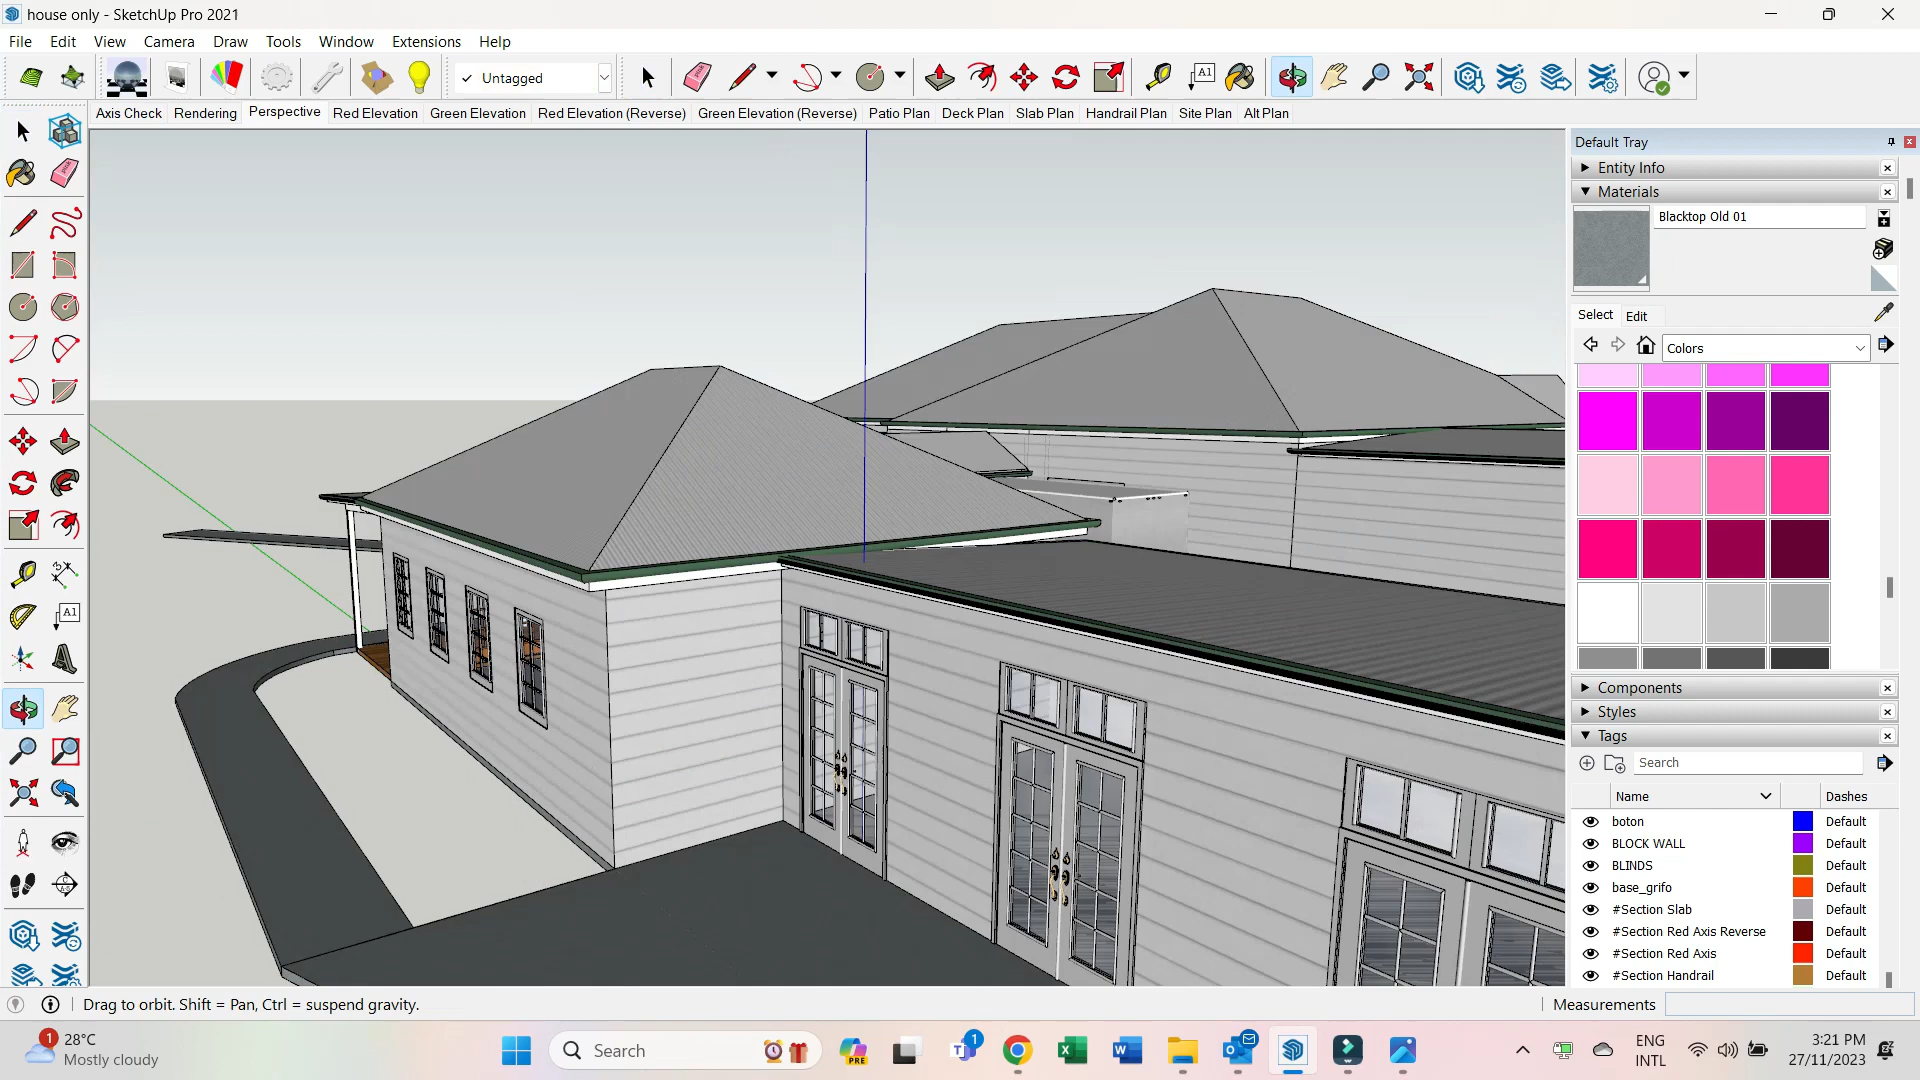 house only - SketchUp Pro 2021
File Edit View Camera Draw Tools Window Extensions Help
Untagged
A1
Axis Check Rendering Perspective Red Elevation Green Elevation Red Elevation (Reverse) Green Elevation (Reverse) Patio Plan Deck Plan Slab Plan Handrail Plan Site Plan Alt Plan
Default Tray
Entity Info
Materials
Blacktop Old 01
Select Edit
Colors
A1
Components
Styles
Tags
Search
Name Dashes
boton Default
BLOCK WALL Default
BLINDS Default
base_grifo Default
#Section Slab Default
#Section Red Axis Reverse Default
#Section Red Axis Default
#Section Handrail Default
Drag to orbit. Shift = Pan, Ctrl = suspend gravity.
Measurements
1
28°C
Mostly cloudy
Search
PRE
1
ENG
INTL
3:21 PM
27/11/2023